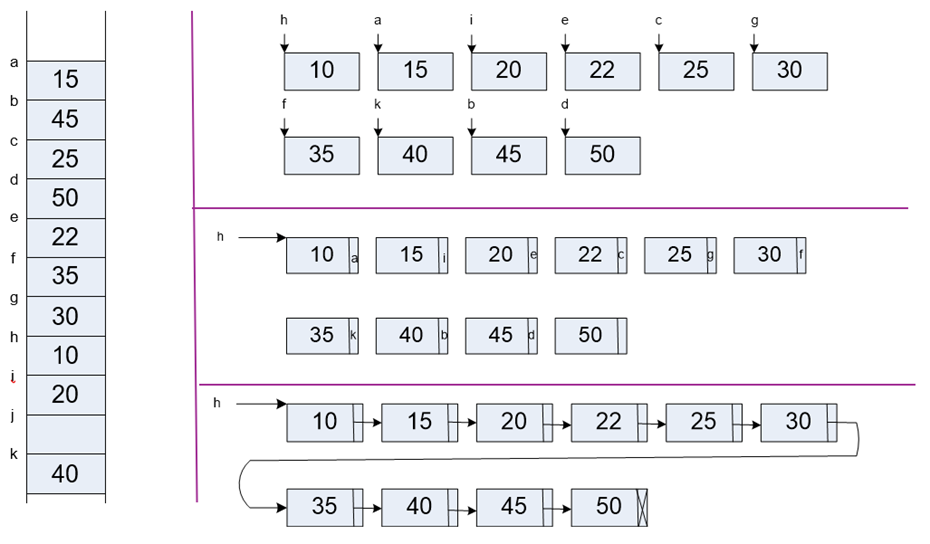 a
15
b
45
c
25
d
50
e
22
f
35
g
30
h
10
i
20
j
k
40
h a i e c g
10 15 20 22 25 30
f k b d
35 40 45 50
h
10 a 15 i 20 e 22 c 25 g 30 f
35 k 40 b 45 d 50
h
10 15 20 22 25 30
35 40 45 50